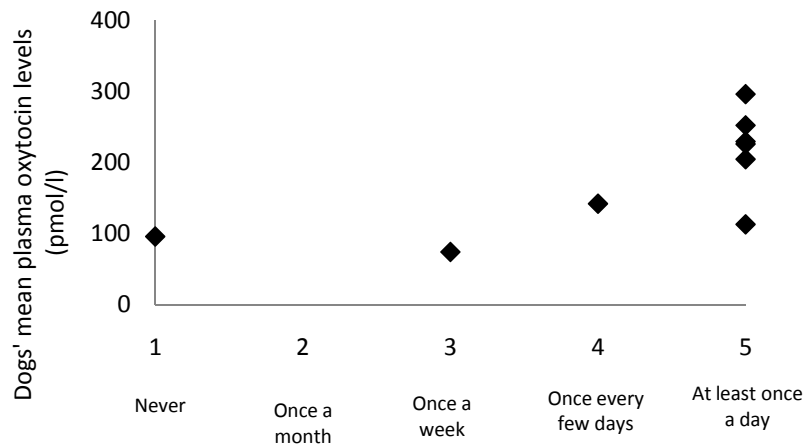 Dogs' mean plasma oxytocin levels
(pmol/l)
400
300
200
100
0
1 2 3 4 5
Never Once a month Once a week Once every few days At least once a day